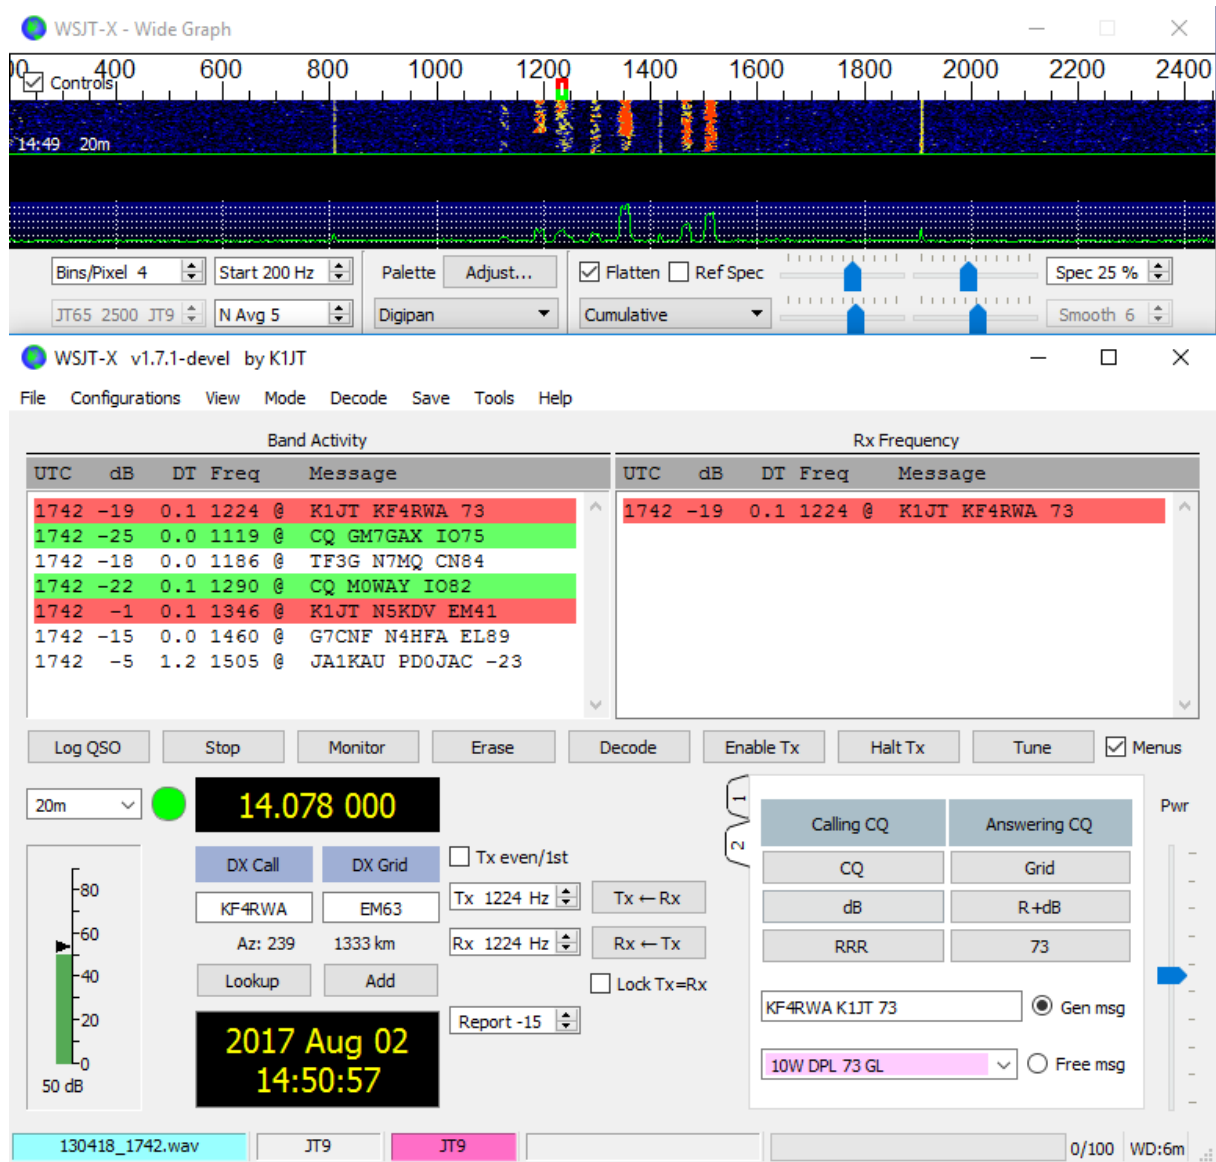 WSJT-X - Wide Graph
Controls 400 600 800 1000 1200 1400 1600 1800 2000 2200 2400
14:49 20m
Bins/Pixel 4 Start 200 Hz Palette Adjust... Flatten Ref Spec Spec 25 %
JT65 2500 JT9 N Avg 5 Digipan Cumulative Smooth 6
WSJT-X v1.7.1-devel by K1JT
File Configurations View Mode Decode Save Tools Help
Band Activity Rx Frequency
UTC dB DT Freq Message UTC dB DT Freq Message
1742 -19 0.1 1224 @ K1JT KF4RWA 73 1742 -19 0.1 1224 @ K1JT KF4RWA 73
1742 -25 0.0 1119 @ CQ GM7GAX IO75
1742 -18 0.0 1186 @ TF3G N7MQ CN84
1742 -22 0.1 1290 @ CQ M0WAY IO82
1742 -1 0.1 1346 @ K1JT N5KDV EM41
1742 -15 0.0 1460 @ G7CNF N4HFA EL89
1742 -5 1.2 1505 @ JA1KAU PD0JAC -23
Log QSO Stop Monitor Erase Decode Enable Tx Halt Tx Tune Menus
20m 14.078 000 1 Pwr
Calling CQ Answering CQ
DX Call DX Grid Tx even/1st 2
CQ Grid
80 KF4RWA EM63 Tx 1224 Hz Tx ← Rx dB R+dB
60 Az: 239 1333 km Rx 1224 Hz Rx ← Tx RRR 73
40 Lookup Add Lock Tx=Rx
KF4RWA K1JT 73 Gen msg
20 2017 Aug 02 Report -15
0 14:50:57 10W DPL 73 GL Free msg
50 dB
130418_1742.wav JT9 JT9 0/100 WD:6m